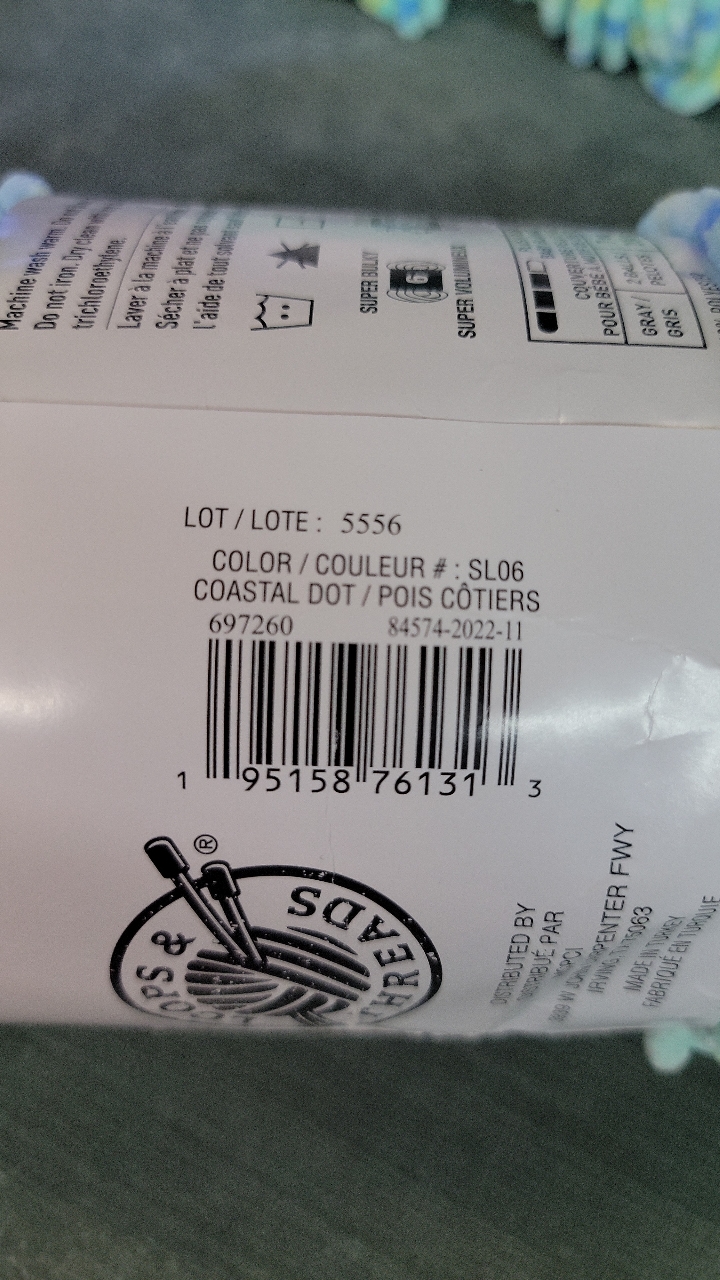 Machine wash warm.
Do not iron. Dry clean
trichloroethylene.
Laver à la machine à
Sécher à plat et ne pas
l'aide de tout solvant
SUPER BULKY
6
SUPER VOLUMINEUX
POUR BÉBÉ
GRAY /
GRIS
LOT / LOTE : 5556
COLOR / COULEUR # : SL06
COASTAL DOT / POIS CÔTIERS
697260 84574-2022-11
1 95158 76131 3
LOOPS & THREADS ®
DISTRIBUTED BY
DISTRIBUÉ PAR
MADE IN TURKEY
FABRIQUÉ EN TURQUIE